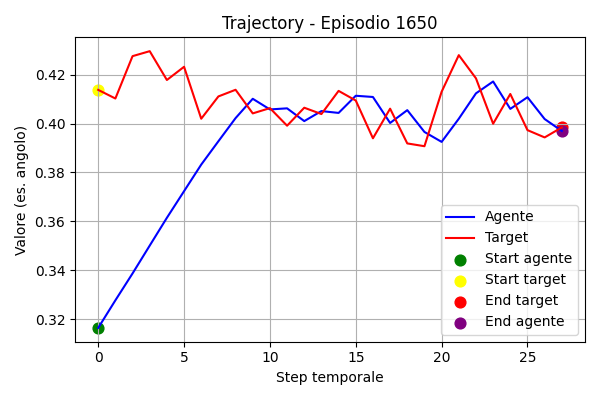 Trajectory - Episodio 1650
Valore (es. angolo)
0.42
0.40
0.38
0.36
0.34
0.32
0
5
10
15
20
25
Step temporale
Agente
Target
Start agente
Start target
End target
End agente